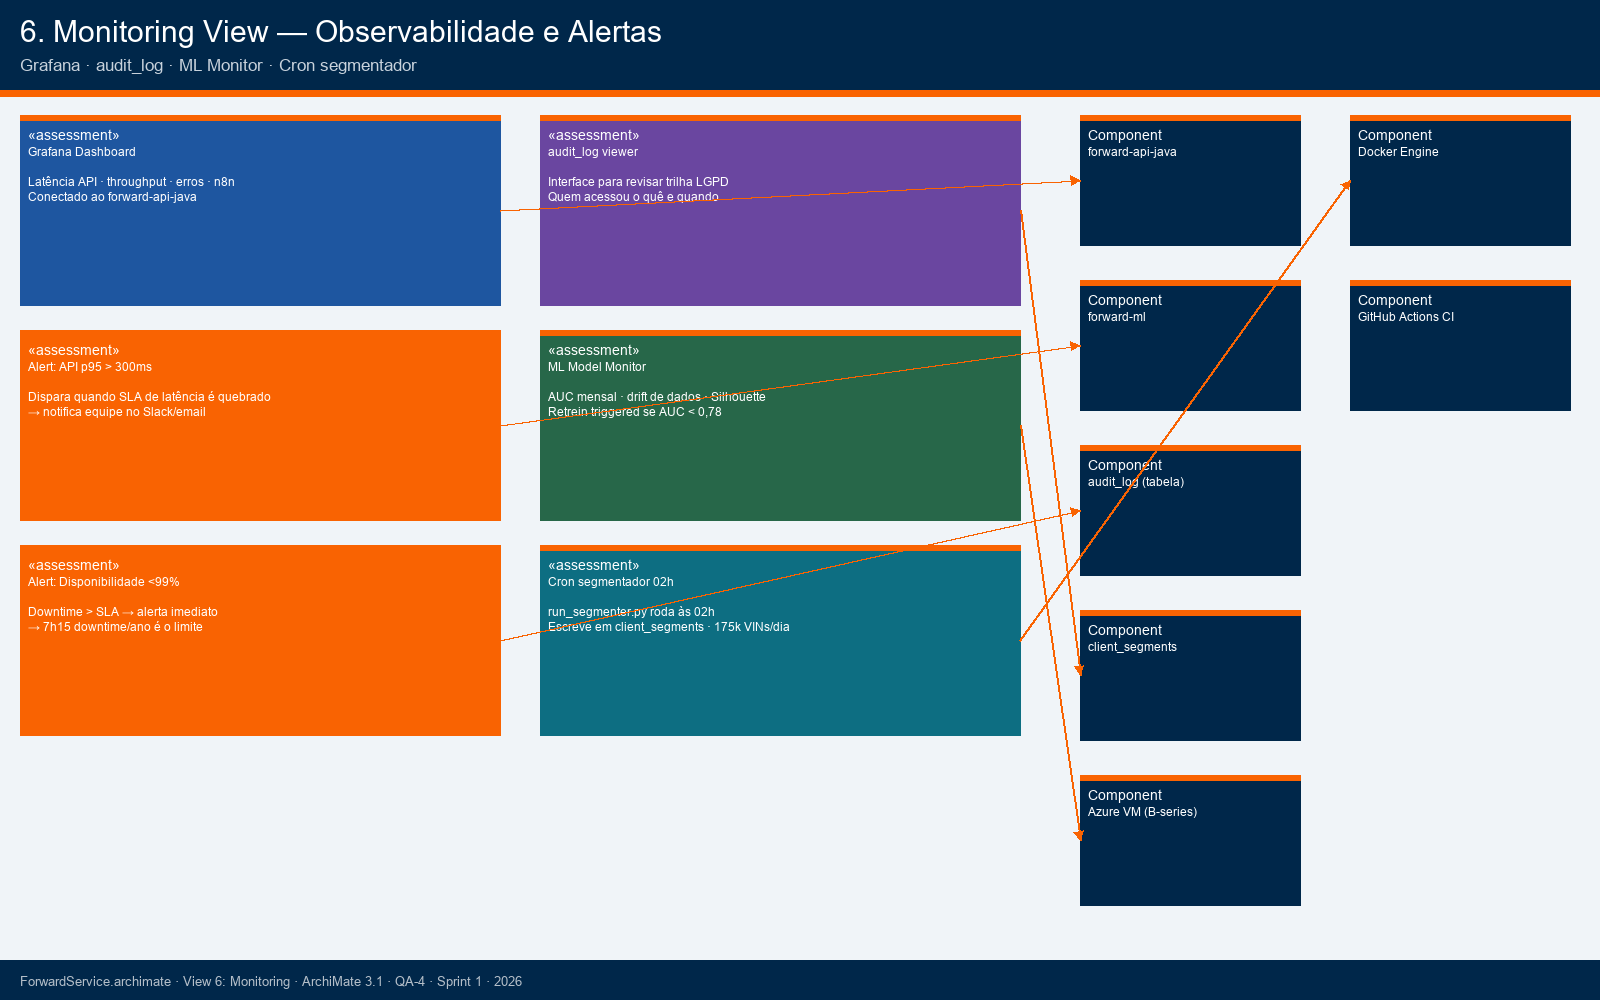 6. Monitoring View — Observabilidade e Alertas
Grafana · audit_log · ML Monitor · Cron segmentador
«assessment»
Grafana Dashboard
Latência API · throughput · erros · n8n
Conectado ao forward-api-java
«assessment»
audit_log viewer
Interface para revisar trilha LGPD
Quem acessou o quê e quando
Component
forward-api-java
Component
Docker Engine
«assessment»
Alert: API p95 > 300ms
Dispara quando SLA de latência é quebrado
→ notifica equipe no Slack/email
«assessment»
ML Model Monitor
AUC mensal · drift de dados · Silhouette
Retrein triggered se AUC < 0,78
Component
forward-ml
Component
GitHub Actions CI
Component
audit_log (tabela)
«assessment»
Alert: Disponibilidade <99%
Downtime > SLA → alerta imediato
→ 7h15 downtime/ano é o limite
«assessment»
Cron segmentador 02h
run_segmenter.py roda às 02h
Escreve em client_segments · 175k VINs/dia
Component
client_segments
Component
Azure VM (B-series)
ForwardService.archimate · View 6: Monitoring · ArchiMate 3.1 · QA-4 · Sprint 1 · 2026